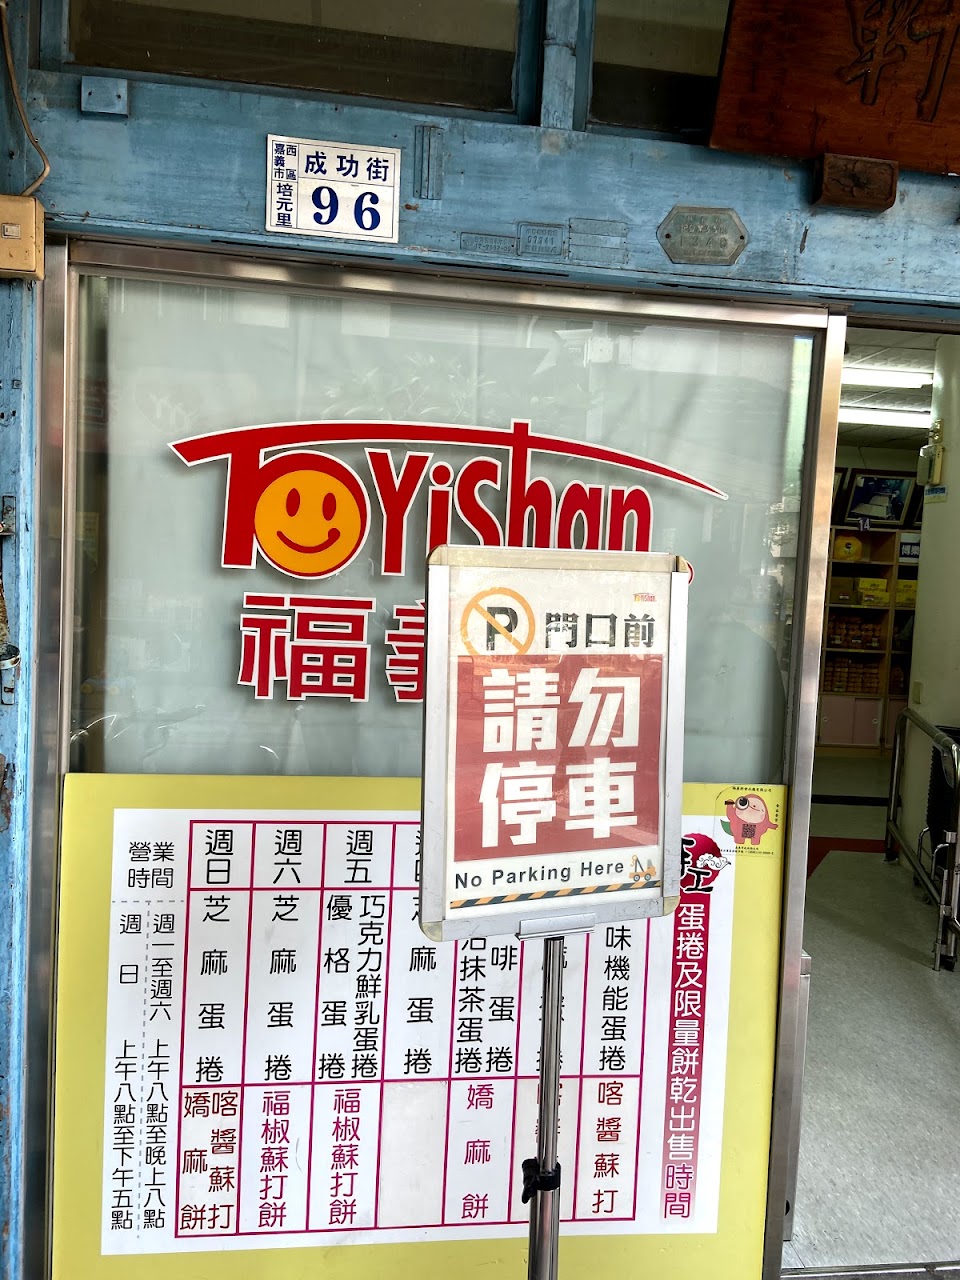 嘉義市
西區
培元里
成功街
96
軒
TOYiShan
福義
P 門口前
請勿
停車
No Parking Here
14
手工
蛋捲及限量餅乾出售時間
味機能蛋捲
喀醬蘇打
啡蛋捲
抹茶蛋捲
嬌麻餅
麻蛋捲
週五
巧克力鮮乳蛋捲
優格蛋捲
福椒蘇打餅
週六
芝麻蛋捲
福椒蘇打餅
週日
芝麻蛋捲
喀醬蘇打
嬌麻餅
營業時間
週一至週六 上午八點至晚上八點
週日 上午八點至下午五點